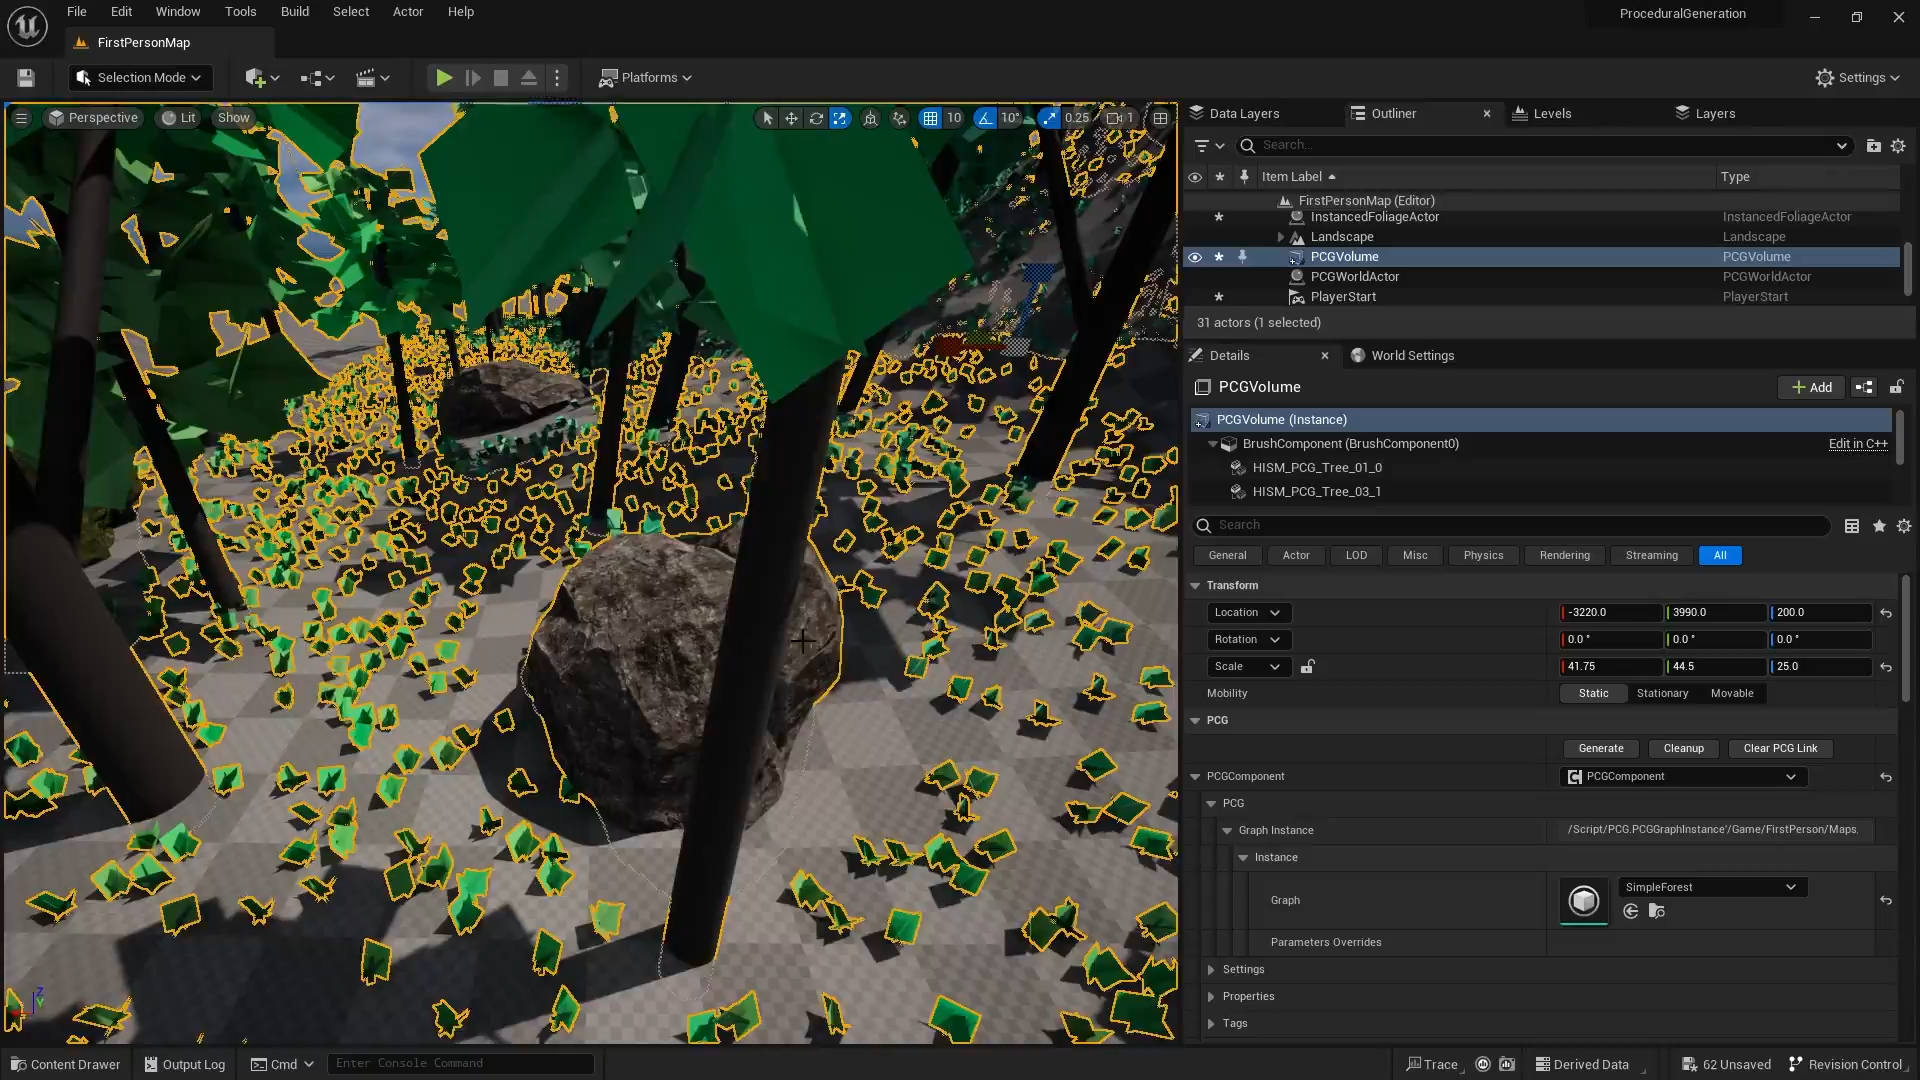 File Edit Window Tools Build Select Actor Help
ProceduralGeneration
FirstPersonMap
Selection Mode
Platforms
Settings
Perspective Lit Show
10 10° 0.25 1
Data Layers Outliner Levels Layers
Search...
Item Label Type
FirstPersonMap (Editor)
InstancedFoliageActor InstancedFoliageActor
Landscape Landscape
PCGVolume PCGVolume
PCGWorldActor PCGWorldActor
PlayerStart PlayerStart
31 actors (1 selected)
Details World Settings
PCGVolume
Add
PCGVolume (Instance)
BrushComponent (BrushComponent0) Edit in C++
HISM_PCG_Tree_01_0
HISM_PCG_Tree_03_1
Search
General Actor LOD Misc Physics Rendering Streaming All
Transform
Location -3220.0 3990.0 200.0
Rotation 0.0° 0.0° 0.0°
Scale 41.75 44.5 25.0
Mobility Static Stationary Movable
PCG
Generate Cleanup Clear PCG Link
PCGComponent PCGComponent
PCG
Graph Instance /Script/PCG.PCGGraphInstance'/Game/FirstPerson/Maps.
Instance
Graph SimpleForest
Parameters Overrides
Settings
Properties
Tags
Content Drawer Output Log Cmd Enter Console Command
Trace Derived Data 62 Unsaved Revision Control